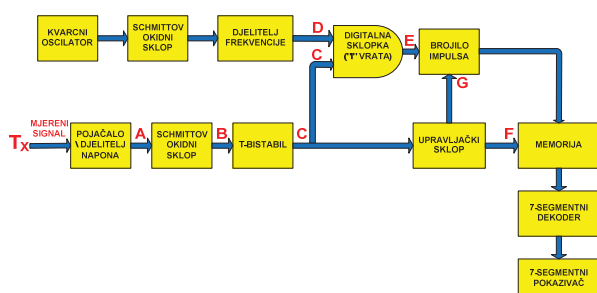 KVARCNI
OSCILATOR
SCHMITTOV
OKIDNI
SKLOP
DJELITELJ
FREKVENCIJE
D
C
DIGITALNA
SKLOPKA
("I" VRATA)
E
BROJILO
IMPULSA
G
MJERENI
SIGNAL
TX
POJAČALO
\ DJELITELJ
NAPONA
A
SCHMITTOV
OKIDNI
SKLOP
B
T-BISTABIL
C
UPRAVLJAČKI
SKLOP
F
MEMORIJA
7-SEGMENTNI
DEKODER
7-SEGMENTNI
POKAZIVAČ